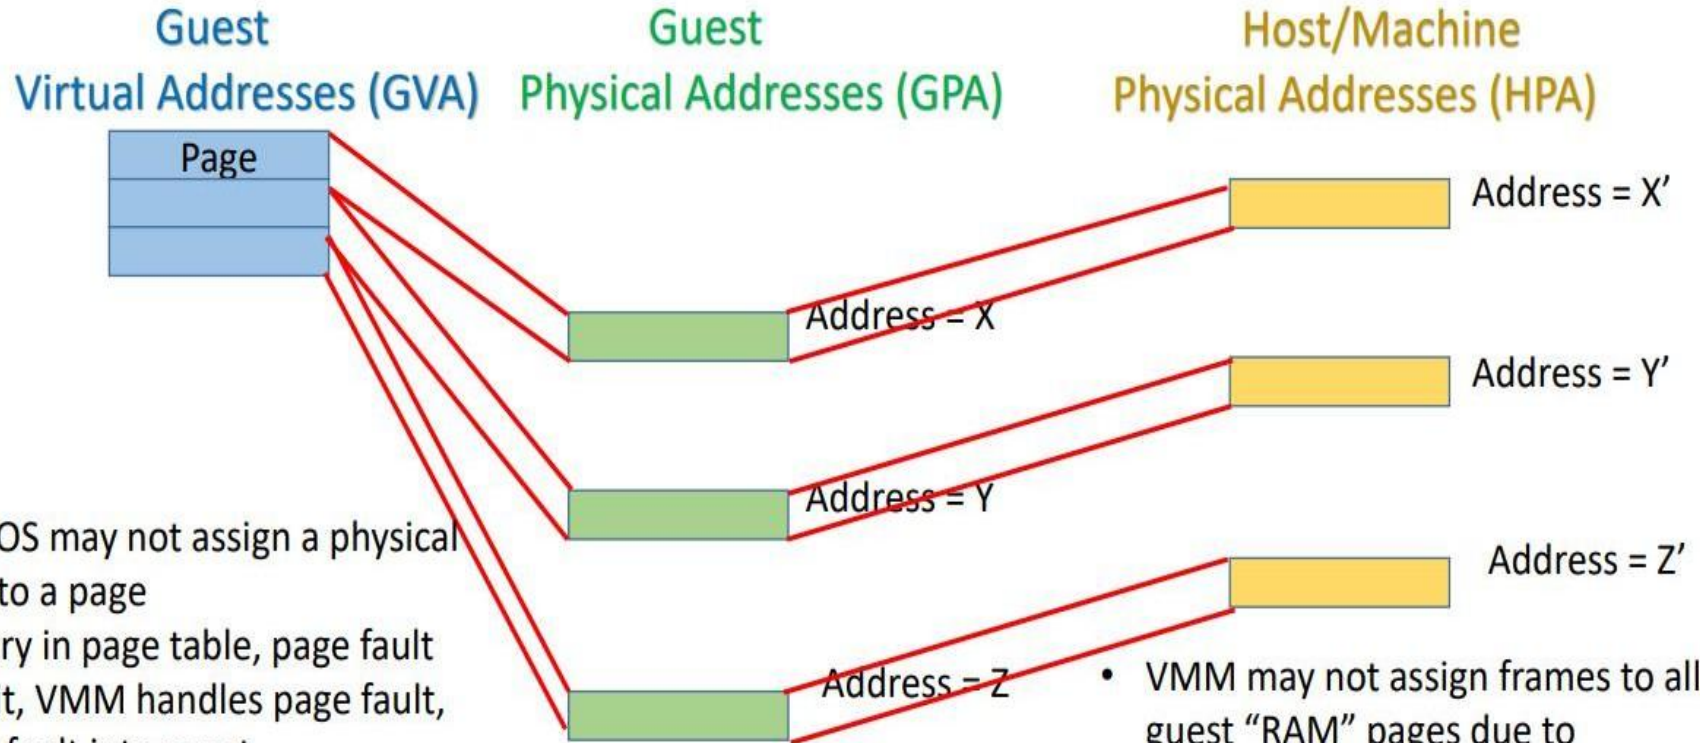 Guest
Virtual Addresses (GVA)
Guest
Physical Addresses (GPA)
Host/Machine
Physical Addresses (HPA)
Page
Address = X’
Address = X
Address = Y’
Address = Y
Address = Z’
Address = Z
OS may not assign a physical
to a page
ry in page table, page fault
t, VMM handles page fault,
• VMM may not assign frames to all
guest “RAM” pages due to